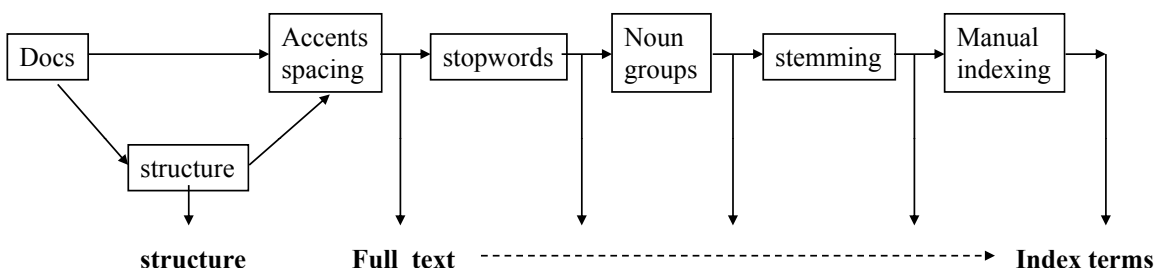 Docs
Accents
spacing
stopwords
Noun
groups
stemming
Manual
indexing
structure
structure
Full text
Index terms